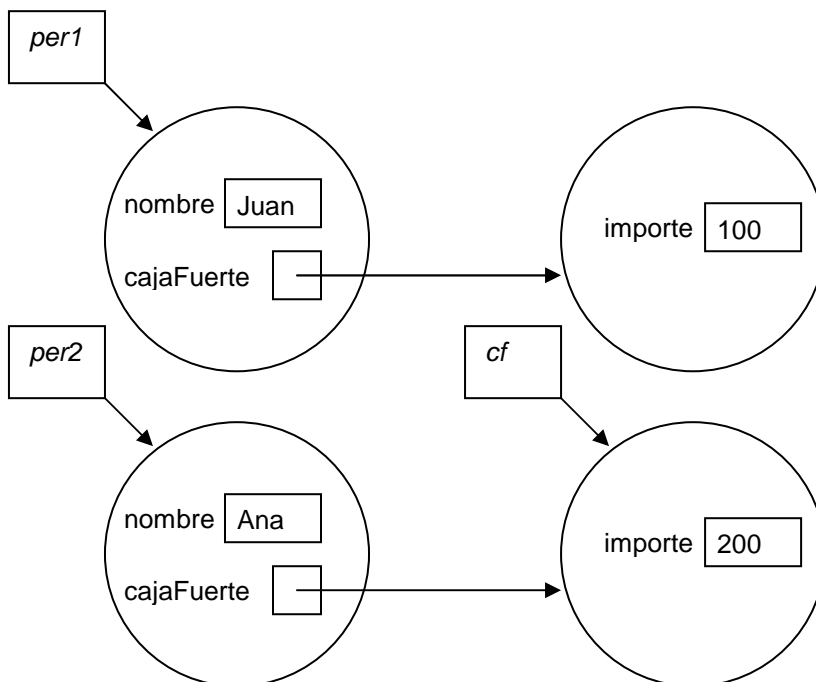 per1
nombre Juan
importe 100
cajaFuerte
per2
cf
nombre Ana
importe 200
cajaFuerte